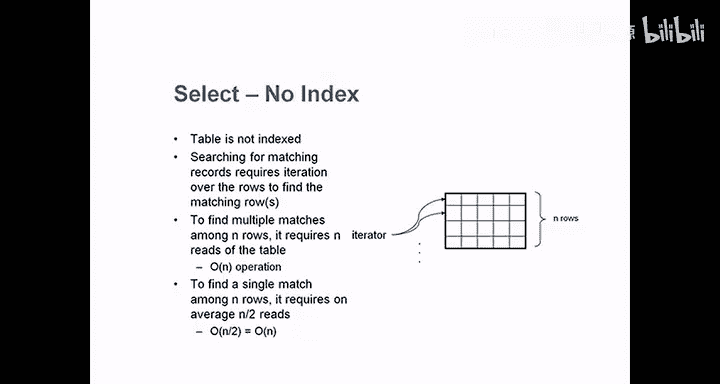 bilibili
Select – No Index
• Table is not indexed
• Searching for matching
records requires iteration
over the rows to find the
matching row(s)
• To find multiple matches
among n rows, it requires n
reads of the table
– O(n) operation
• To find a single match
among n rows, it requires on
average n/2 reads
– O(n/2) = O(n)
iterator
n rows